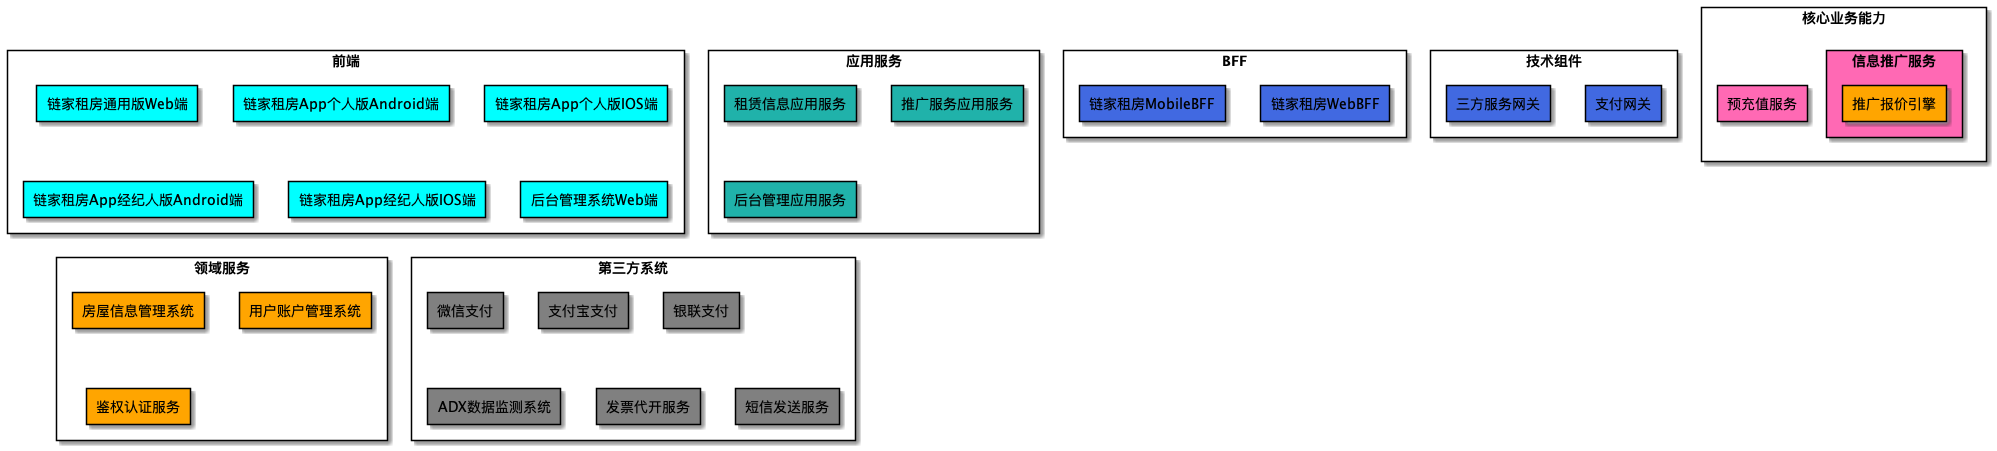 前端
链家租房通用版Web端
链家租房App个人版Android端
链家租房App个人版IOS端
链家租房App经纪人版Android端
链家租房App经纪人版IOS端
后台管理系统Web端
应用服务
租赁信息应用服务
推广服务应用服务
后台管理应用服务
BFF
链家租房MobileBFF
链家租房WebBFF
技术组件
三方服务网关
支付网关
核心业务能力
预充值服务
信息推广服务
推广报价引擎
领域服务
房屋信息管理系统
用户账户管理系统
鉴权认证服务
第三方系统
微信支付
支付宝支付
银联支付
ADX数据监测系统
发票代开服务
短信发送服务